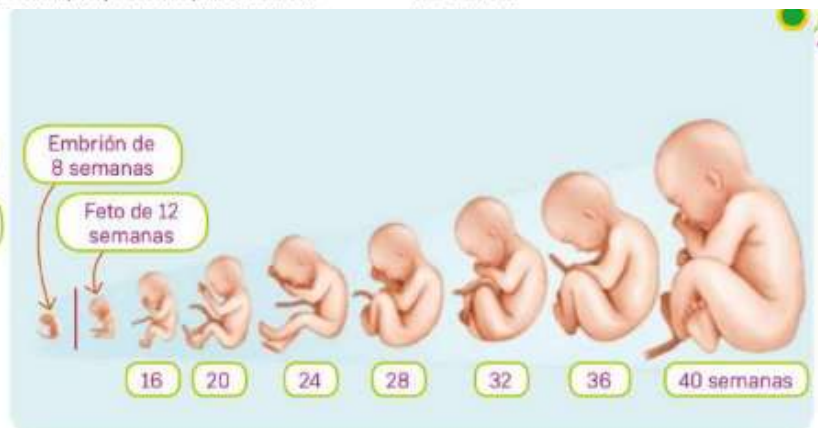 Embrión de
8 semanas
Feto de 12
semanas
16 20 24 28 32 36 40 semanas